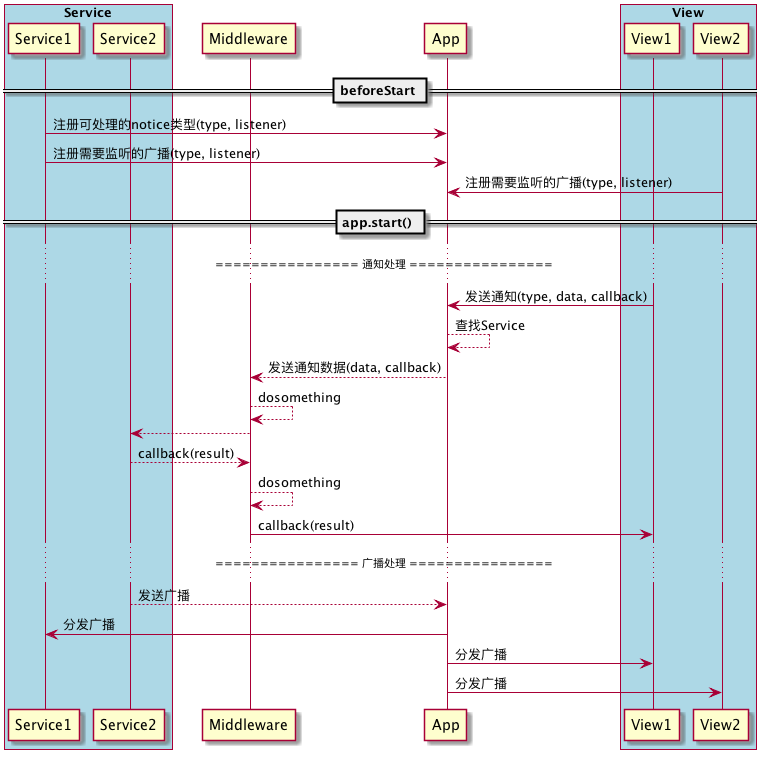 Service
View
Service1
Service2
Middleware
App
View1
View2
beforeStart
注册可处理的notice类型(type, listener)
注册需要监听的广播(type, listener)
注册需要监听的广播(type, listener)
app.start()
================ 通知处理 ================
发送通知(type, data, callback)
查找Service
发送通知数据(data, callback)
dosomething
callback(result)
dosomething
callback(result)
================ 广播处理 ================
发送广播
分发广播
分发广播
分发广播
Service1
Service2
Middleware
App
View1
View2